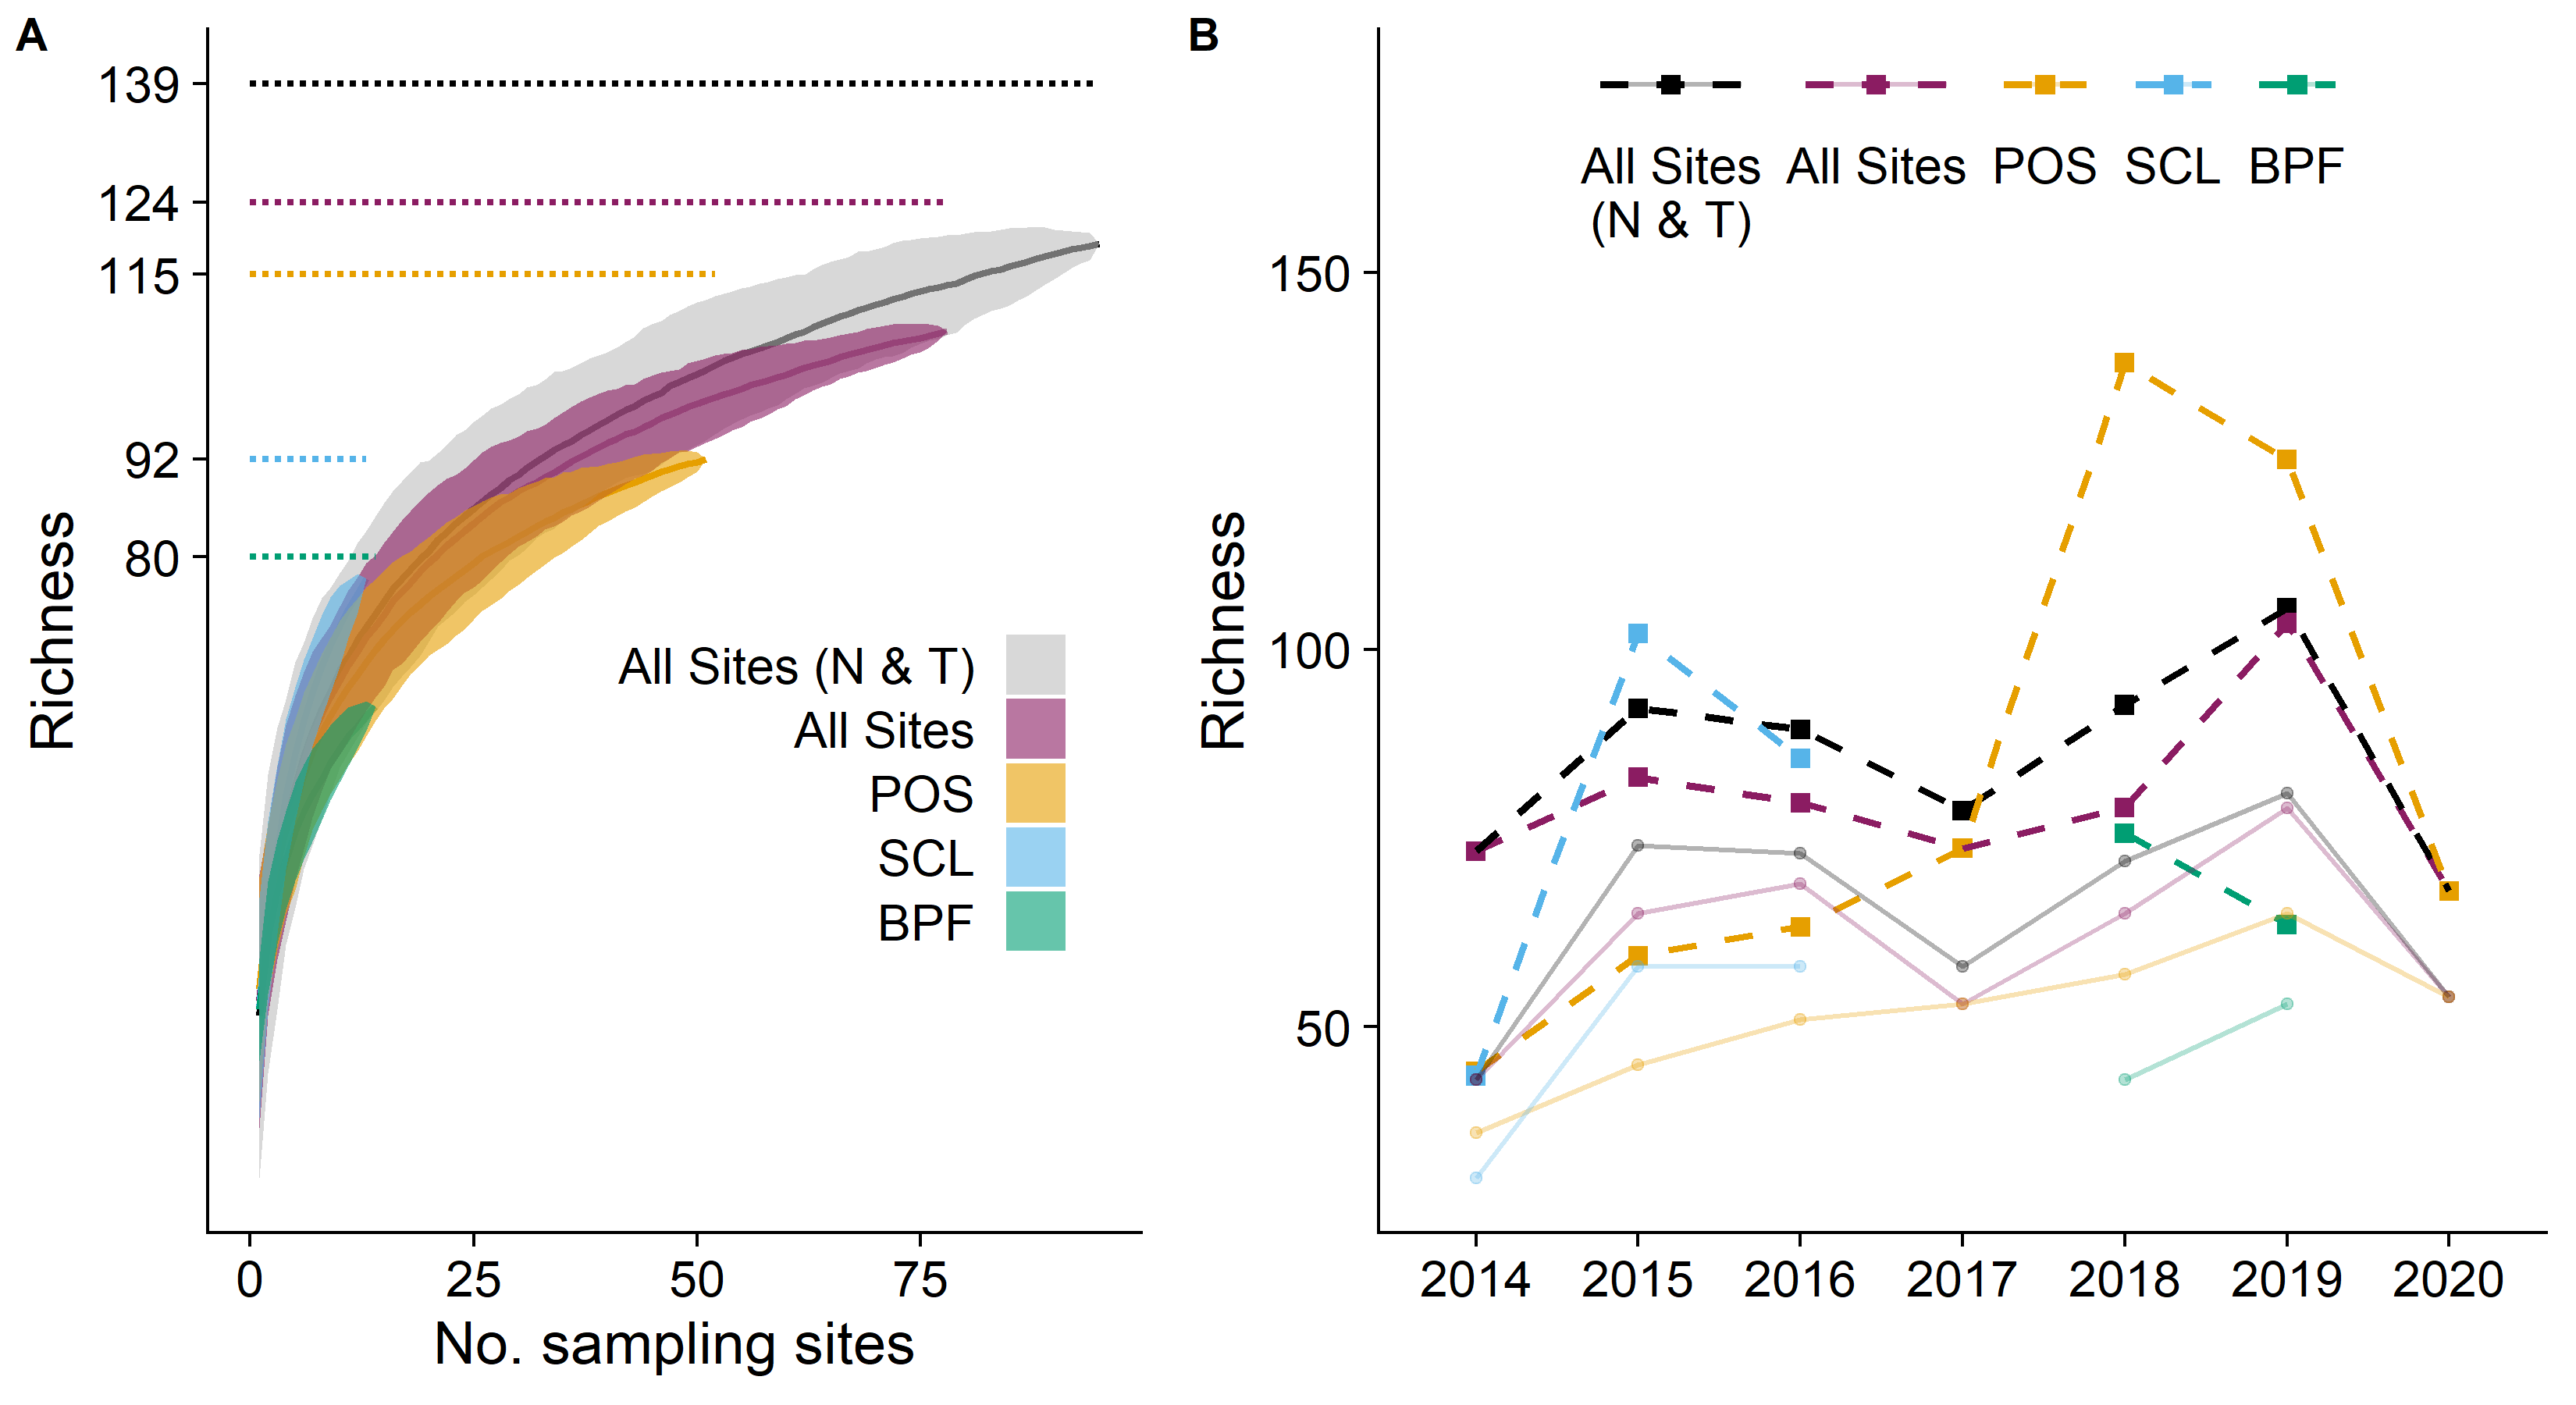 A
Richness
139
124
115
92
80
All Sites (N & T)
All Sites
POS
SCL
BPF
0 25 50 75
No. sampling sites
B
All Sites (N & T) All Sites POS SCL BPF
Richness
150
100
50
2014 2015 2016 2017 2018 2019 2020